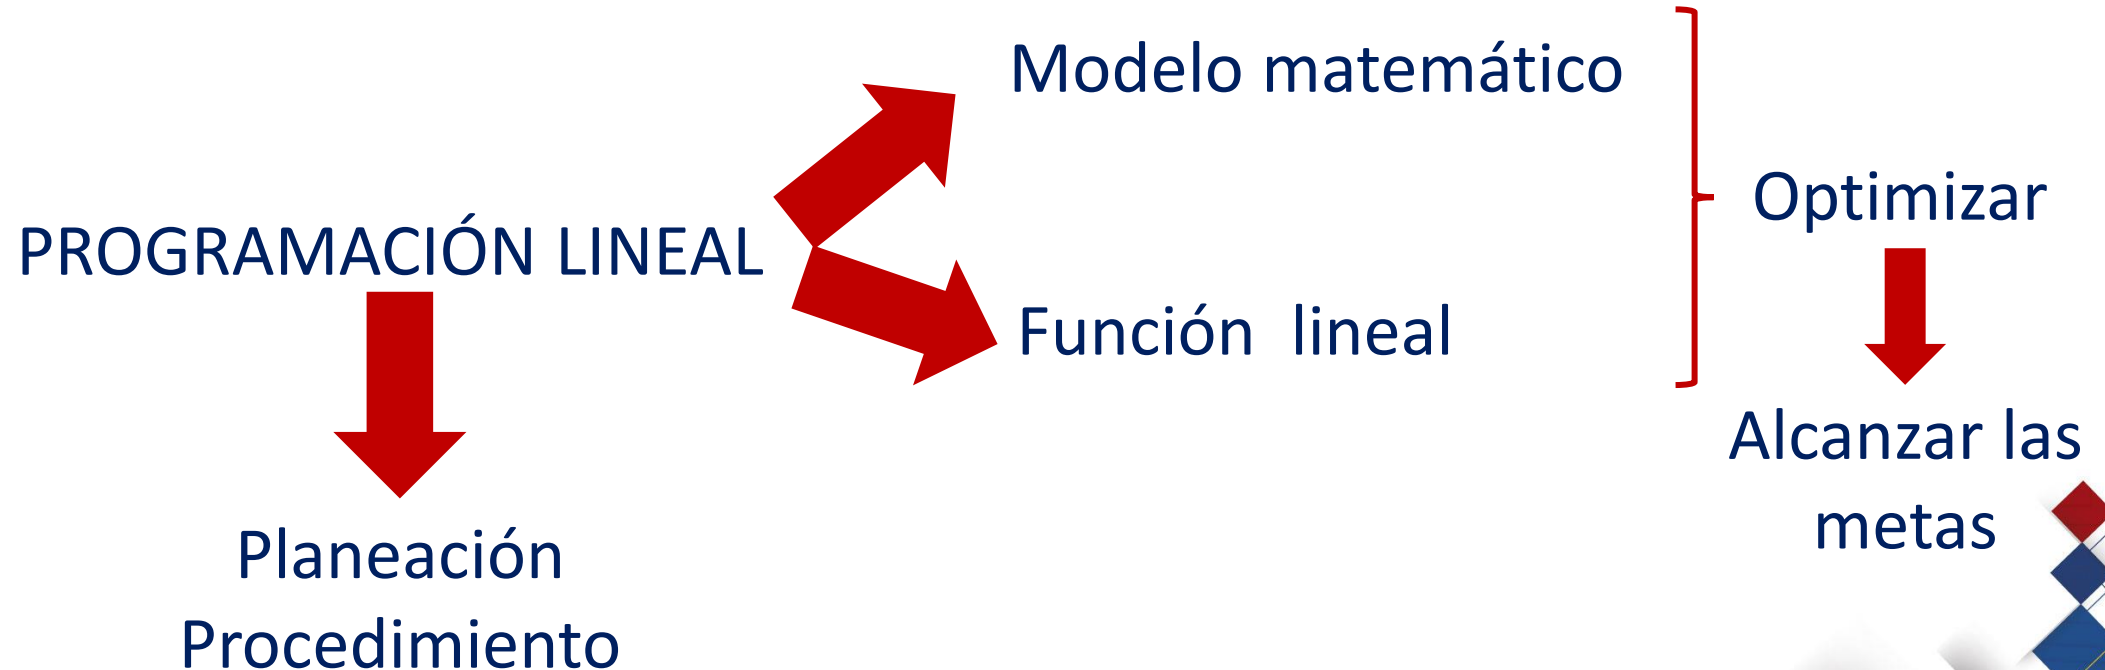 Modelo matemático
Optimizar
PROGRAMACIÓN LINEAL
Función lineal
Alcanzar las
metas
Planeación
Procedimiento